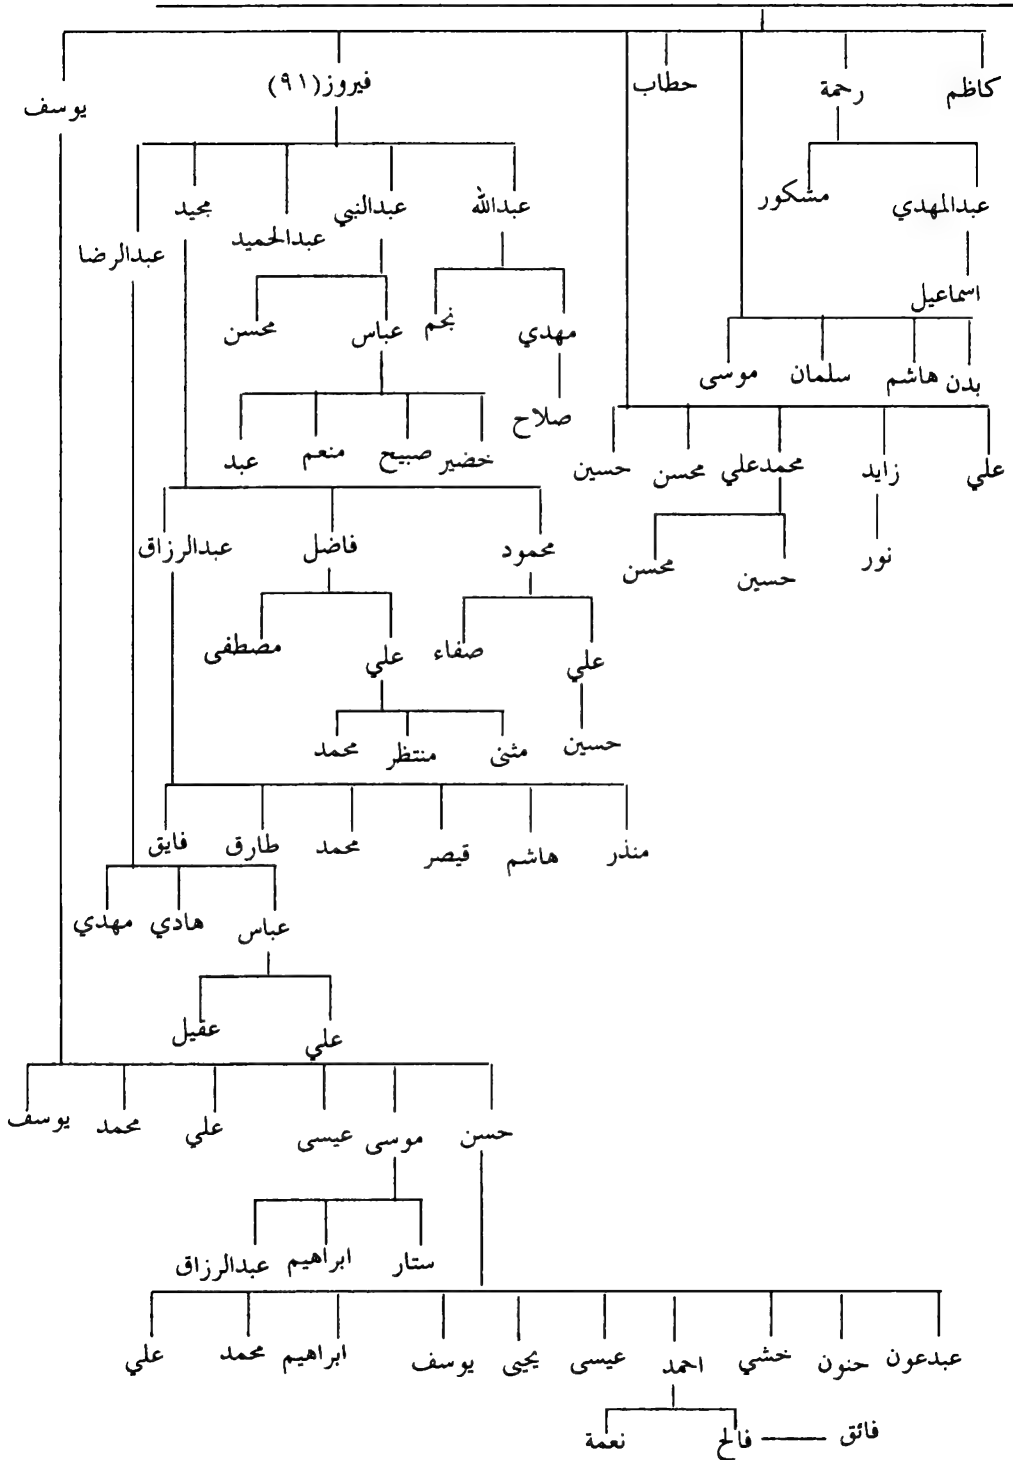 كاظم رحمة حطاب فيروز(٩١) يوسف
عبدالمهدي مشكور عبدالله عبدالنبي عبدالحميد مجيد عبدالرضا
اسماعيل
مهدي نجم عباس محسن
بدن هاشم سلمان موسى
صلاح
خضير صبيح منعم عبد
علي زايد محمدعلي محسن حسين
محمود فاضل عبدالرزاق
نور حسين محسن
علي صفاء علي مصطفى
حسين مثنى منتظر محمد
منذر هاشم قيصر محمد طارق فايق
عباس هادي مهدي
علي عقيل
حسن موسى عيسى علي محمد يوسف
ستار ابراهيم عبدالرزاق
عبدعون حنون خشي احمد عيسى يحيى يوسف ابراهيم محمد علي
فائق فالح نعمة